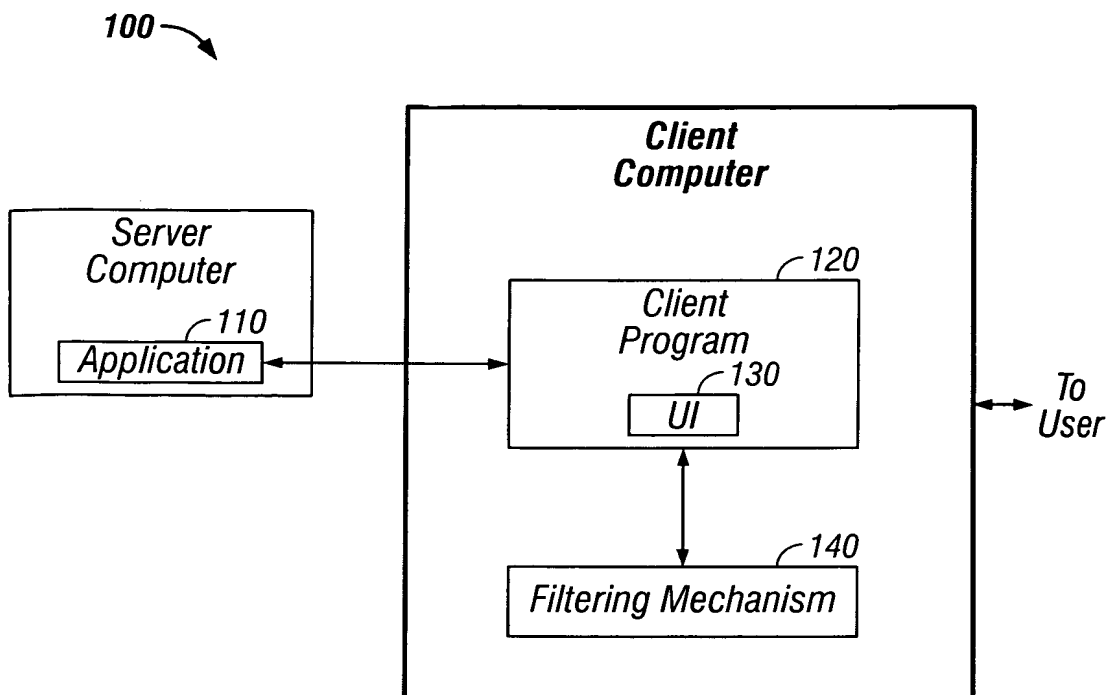 100
Client
Computer
Server
Computer
110
Application
120
Client
Program
130
UI
To
User
140
Filtering Mechanism